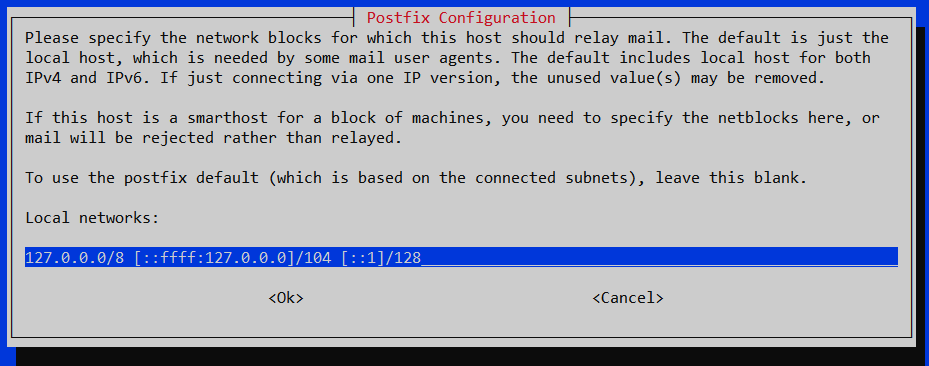 Postfix Configuration
Please specify the network blocks for which this host should relay mail. The default is just the
local host, which is needed by some mail user agents. The default includes local host for both
IPv4 and IPv6. If just connecting via one IP version, the unused value(s) may be removed.
If this host is a smarthost for a block of machines, you need to specify the netblocks here, or
mail will be rejected rather than relayed.
To use the postfix default (which is based on the connected subnets), leave this blank.
Local networks:
127.0.0.0/8 [::ffff:127.0.0.0]/104 [::1]/128
<Ok> <Cancel>